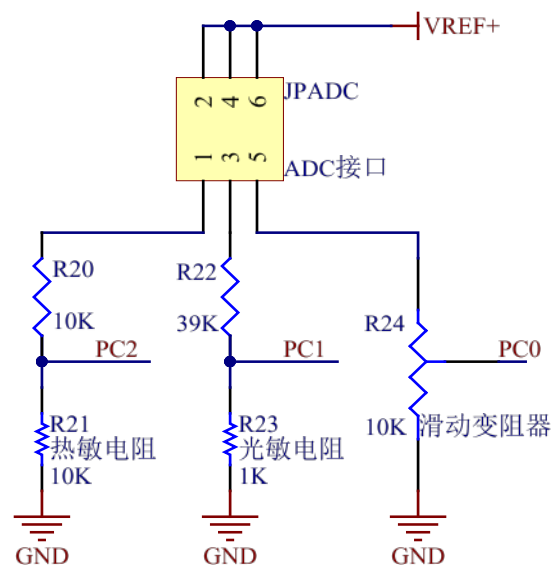 VREF+
2 4 6
JPADC
1 3 5
ADC接口
R20
10K
R22
39K
R24
PC2
PC1
PC0
R21
热敏电阻
10K
R23
光敏电阻
1K
10K
滑动变阻器
GND
GND
GND